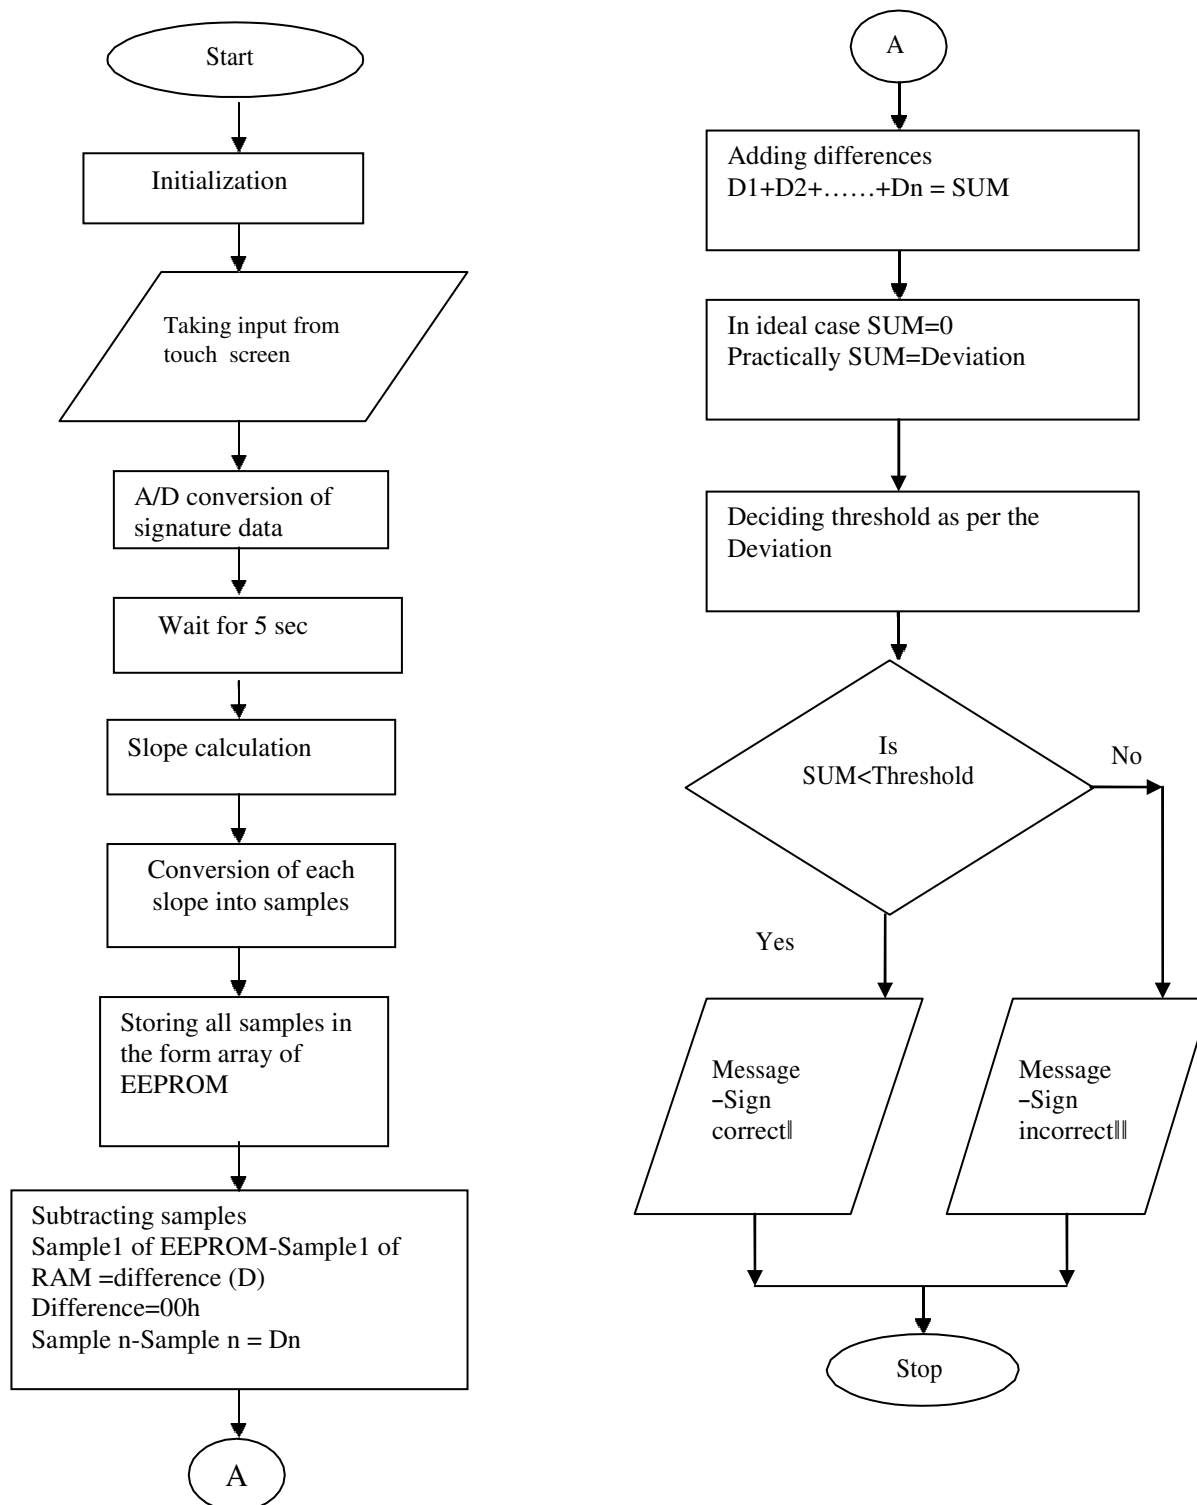 Start
Initialization
Taking input from
touch screen
A/D conversion of
signature data
Wait for 5 sec
Slope calculation
Conversion of each
slope into samples
Storing all samples in
the form array of
EEPROM
Subtracting samples
Sample1 of EEPROM-Sample1 of
RAM =difference (D)
Difference=00h
Sample n-Sample n = Dn
A
A
Adding differences
D1+D2+……+Dn = SUM
In ideal case SUM=0
Practically SUM=Deviation
Deciding threshold as per the
Deviation
Is
SUM<Threshold
No
Yes
Message
–Sign
correct‖
Message
–Sign
incorrect‖‖
Stop